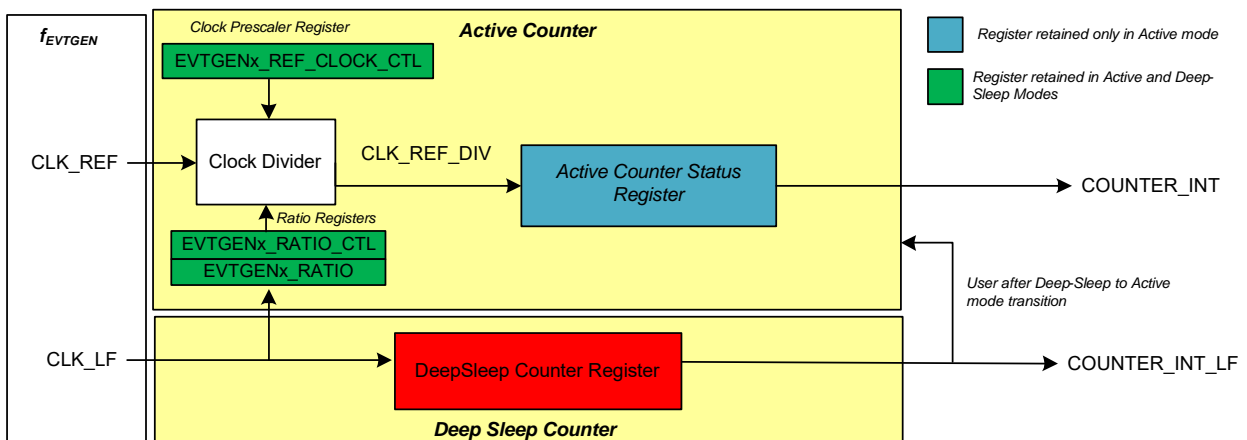 f_EVTGEN
Clock Prescaler Register
Active Counter
EVTGENx_REF_CLOCK_CTL
Register retained only in Active mode
Register retained in Active and Deep-
Sleep Modes
CLK_REF
Clock Divider
CLK_REF_DIV
Active Counter Status
Register
COUNTER_INT
Ratio Registers
EVTGENx_RATIO_CTL
EVTGENx_RATIO
User after Deep-Sleep to Active
mode transition
CLK_LF
DeepSleep Counter Register
COUNTER_INT_LF
Deep Sleep Counter